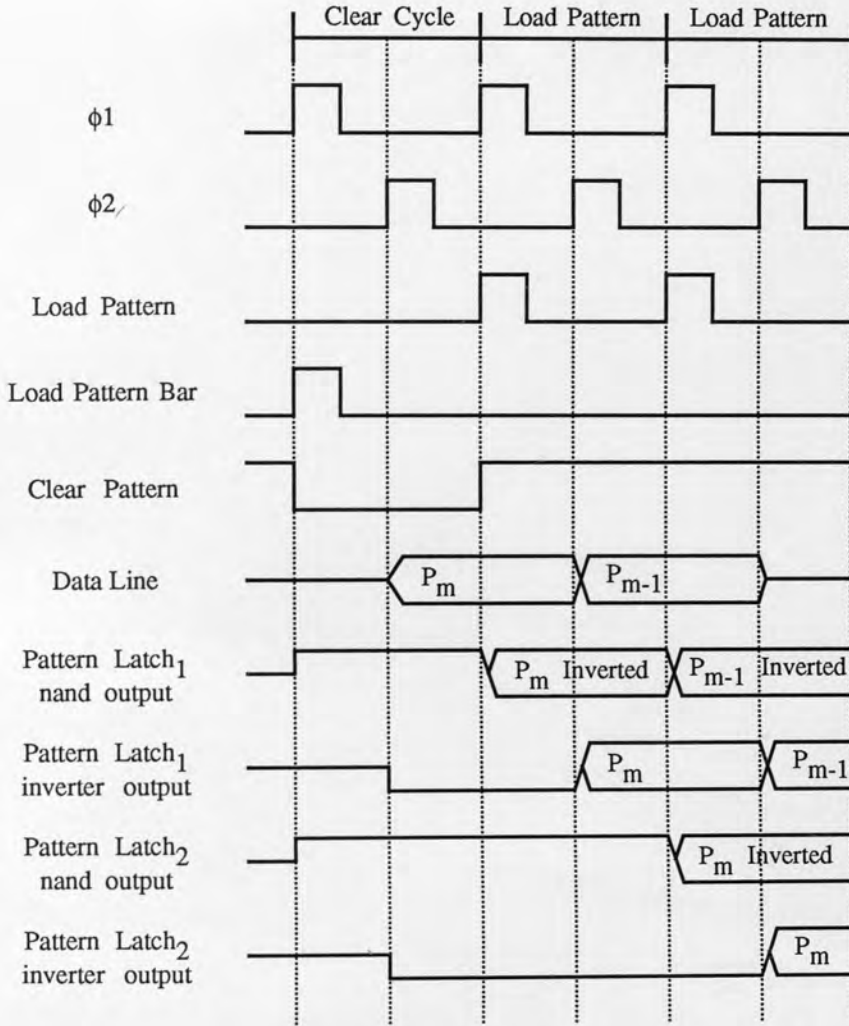 Clear Cycle Load Pattern Load Pattern
ϕ1
ϕ2
Load Pattern
Load Pattern Bar
Clear Pattern
Data Line Pm Pm-1
Pattern Latch1
nand output
Pm Inverted Pm-1 Inverted
Pattern Latch1
inverter output
Pm Pm-1
Pattern Latch2
nand output
Pm Inverted
Pattern Latch2
inverter output
Pm